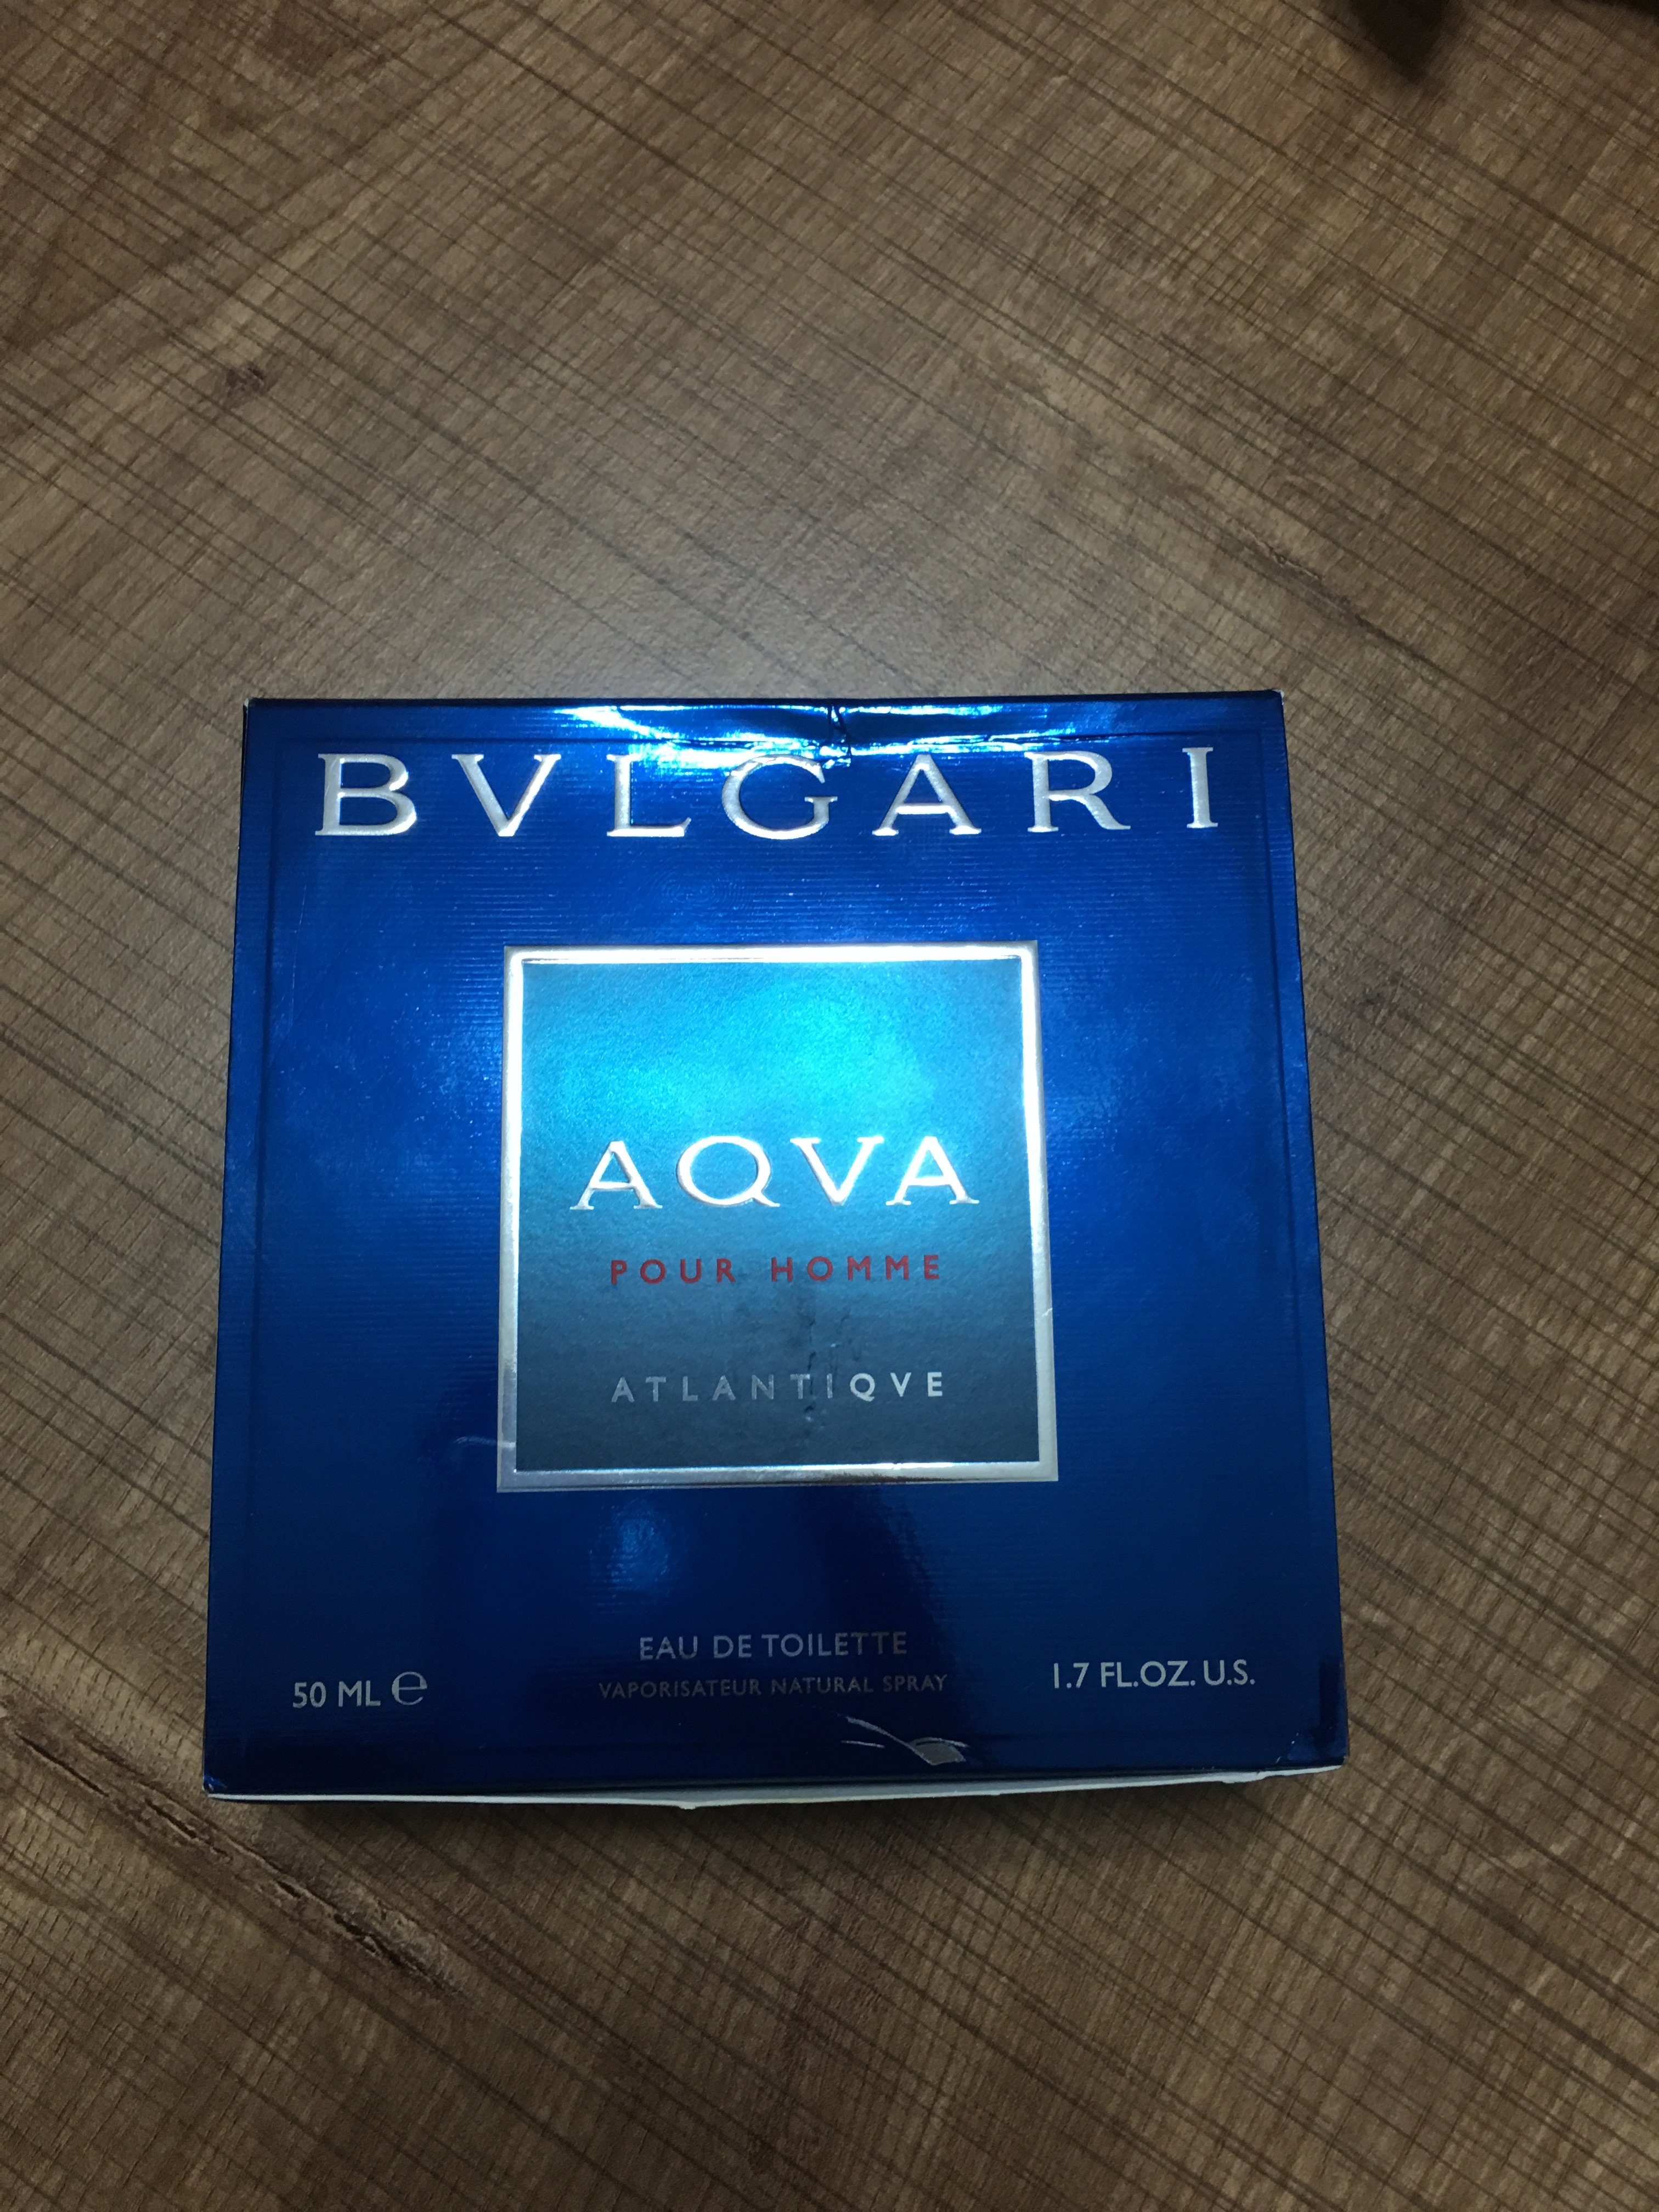 BVLGARI
AQVA
POUR HOMME
ATLANTIQVE
EAU DE TOILETTE
50 ML ℮ VAPORISATEUR NATURAL SPRAY 1.7 FL.OZ. U.S.